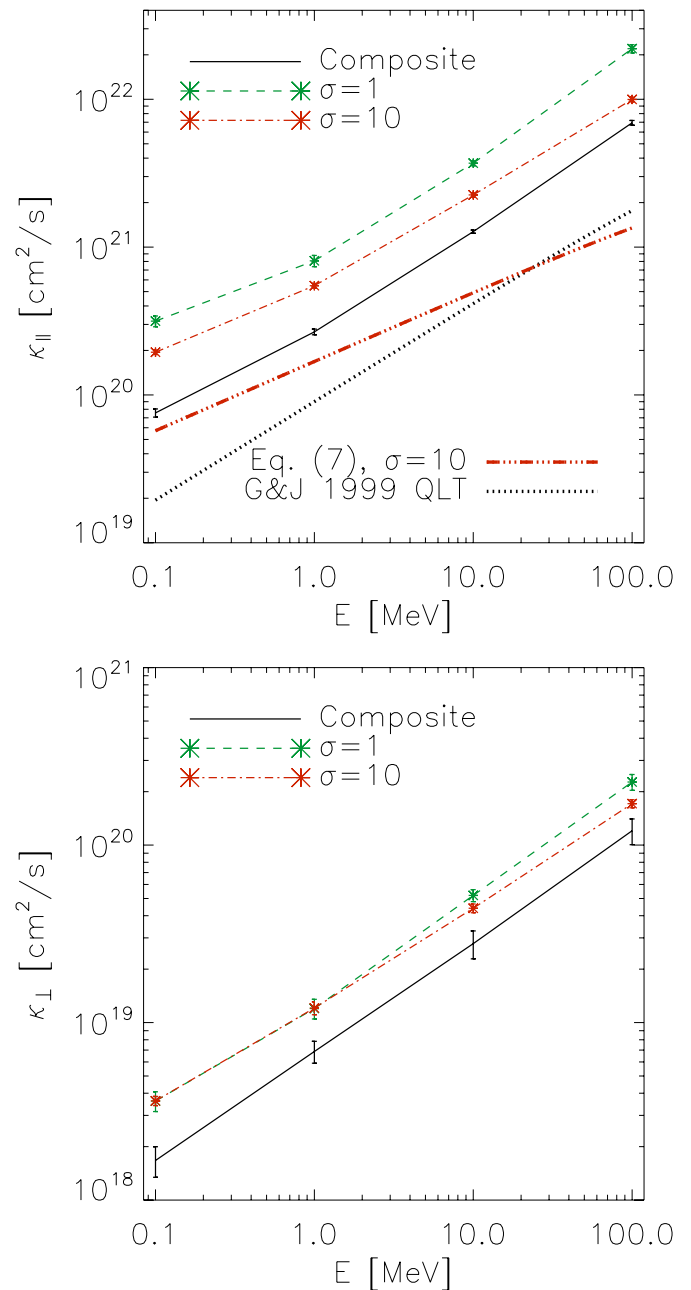 Composite
σ=1
σ=10
10²²
10²¹
10²⁰
10¹⁹
κ∥ [cm²/s]
Eq. (7), σ=10
G&J 1999 QLT
0.1 1.0 10.0 100.0
E [MeV]
10²¹
Composite
σ=1
σ=10
10²⁰
10¹⁹
10¹⁸
κ⊥ [cm²/s]
0.1 1.0 10.0 100.0
E [MeV]